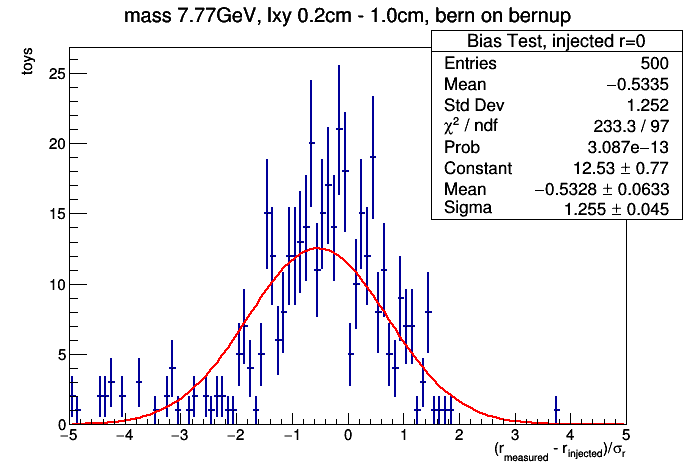 mass 7.77GeV, lxy 0.2cm - 1.0cm, bern on bernup
toys
Bias Test, injected r=0
Entries 500
Mean −0.5335
Std Dev 1.252
χ² / ndf 233.3 / 97
Prob 3.087e−13
Constant 12.53 ± 0.77
Mean −0.5328 ± 0.0633
Sigma 1.255 ± 0.045
25
20
15
10
5
0
−5 −4 −3 −2 −1 0 1 2 3 4 5
(r_measured - r_injected)/σ_r